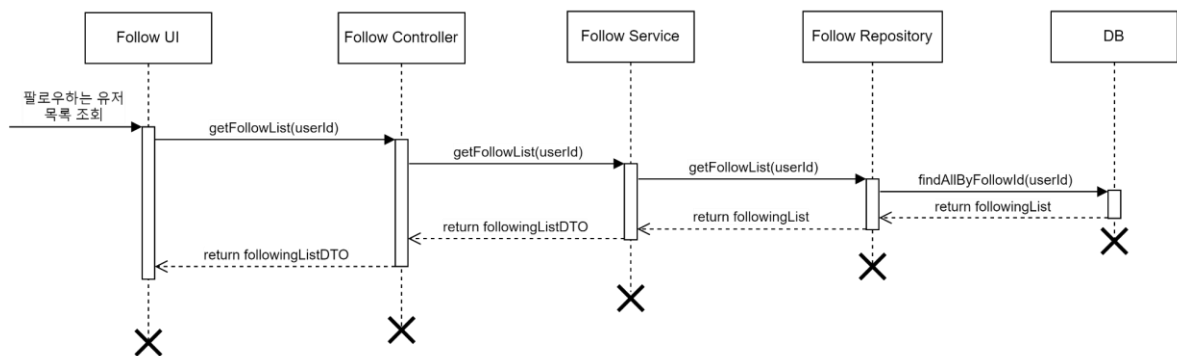 Follow UI
Follow Controller
Follow Service
Follow Repository
DB
팔로우하는 유저
목록 조회
getFollowList(userId)
getFollowList(userId)
getFollowList(userId)
findAllByFollowId(userId)
return followingList
return followingList
return followingListDTO
return followingListDTO